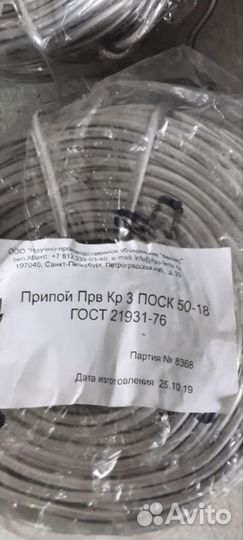 ООО "Научно-производственное объединение
тел./факс: +7 812 e-mail:
197046, Санкт-Петербург, Петроградская наб., д.
Припой Прв Кр 3 ПОСК 50-18
ГОСТ 21931-76
Партия № 8368
Дата изготовления 25.10.19
Avito